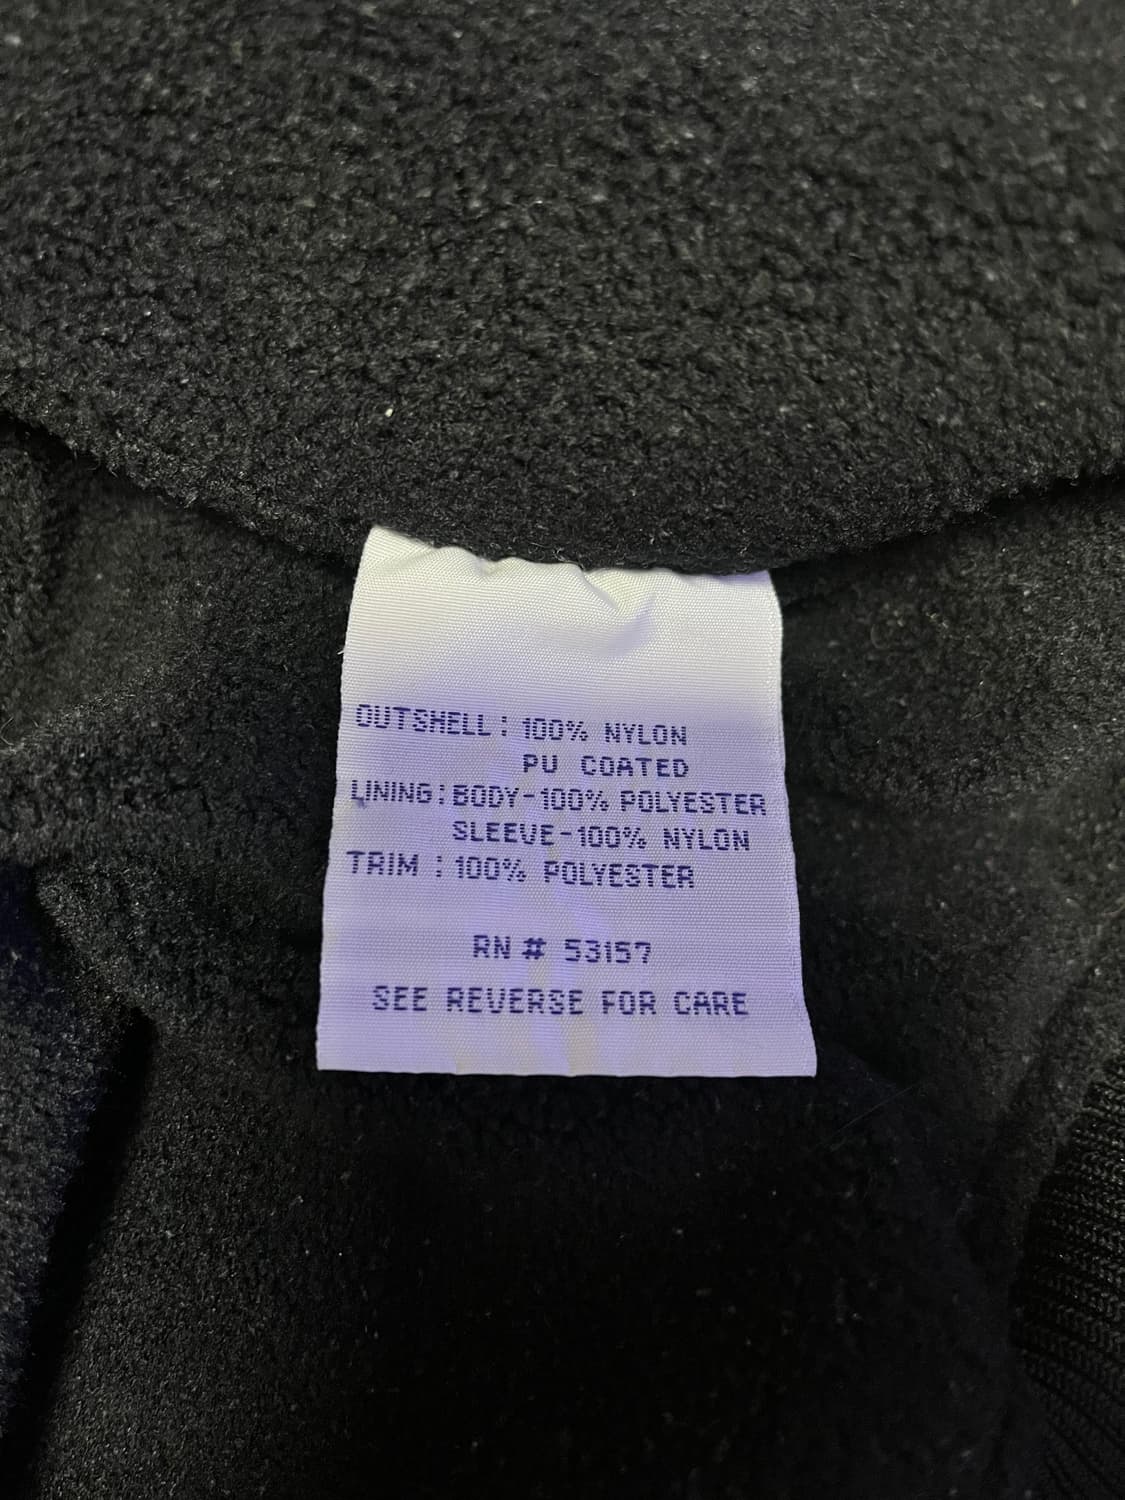 OUTSHELL : 100% NYLON
PU COATED
LINING : BODY-100% POLYESTER
SLEEVE-100% NYLON
TRIM : 100% POLYESTER
RN # 53157
SEE REVERSE FOR CARE